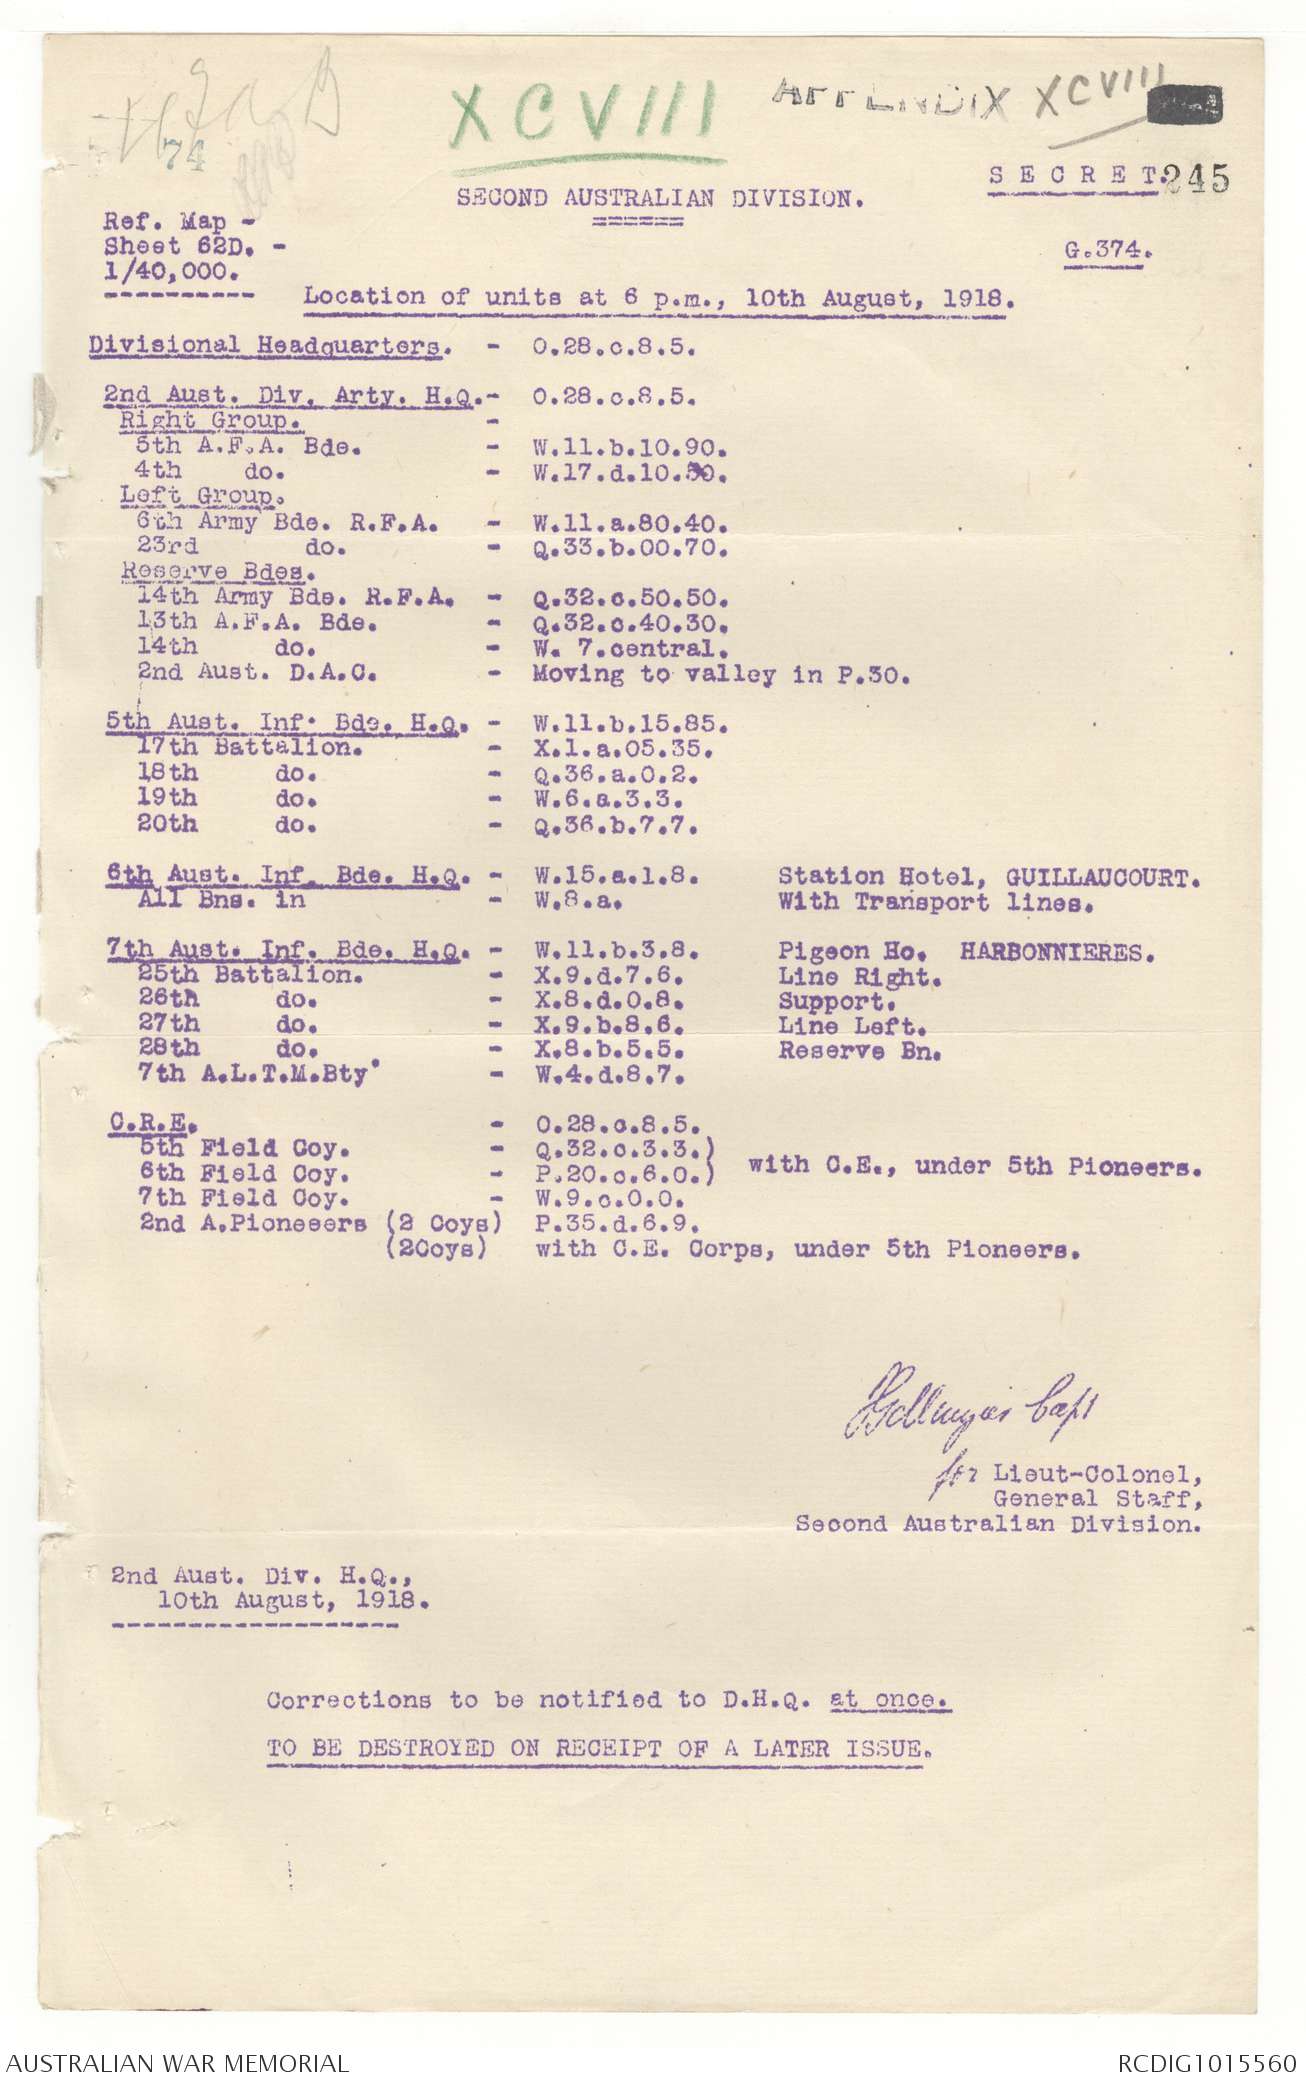 XCVIII
APPENDIX XCVIII
74
S E C R E T. 245
SECOND AUSTRALIAN DIVISION.
Ref. Map -
Sheet 62D. -
1/40,000.
G.374.
Location of units at 6 p.m., 10th August, 1918.
Divisional Headquarters. - O.28.c.8.5.
2nd Aust. Div. Arty. H.Q.- O.28.c.8.5.
Right Group. -
5th A.F.A. Bde. - W.11.b.10.90.
4th do. - W.17.d.10.
Left Group.
6th Army Bde. R.F.A. - W.11.a.80.40.
23rd do. - Q.33.b.00.70.
Reserve Bdes.
14th Army Bde. R.F.A. - Q.32.c.50.50.
13th A.F.A. Bde. - Q.32.c.40.30.
14th do. - W. 7.central.
2nd Aust. D.A.C. - Moving to valley in P.30.
5th Aust. Inf. Bde. H.Q. - W.11.b.15.85.
17th Battalion. - X.1.a.05.35.
18th do. - Q.36.a.0.2.
19th do. - W.6.a.3.3.
20th do. - Q.36.b.7.7.
6th Aust. Inf. Bde. H.Q. - W.15.a.1.8. Station Hotel, GUILLAUCOURT.
All Bns. in - W.8.a. With Transport lines.
7th Aust. Inf. Bde. H.Q. - W.11.b.3.8. Pigeon Ho. HARBONNIERES.
25th Battalion. - X.9.d.7.6. Line Right.
26th do. - X.8.d.0.8. Support.
27th do. - X.9.b.8.6. Line Left.
28th do. - X.8.b.5.5. Reserve Bn.
7th A.L.T.M.Bty. - W.4.d.8.7.
C.R.E. - O.28.c.8.5.
5th Field Coy. - Q.32.c.3.3.)
6th Field Coy. - P.20.c.6.0.) with C.E., under 5th Pioneers.
7th Field Coy. - W.9.c.0.0.
2nd A.Pioneeers (2 Coys) P.35.d.6.9.
(2Coys) with C.E. Corps, under 5th Pioneers.
Capt
for Lieut-Colonel,
General Staff,
Second Australian Division.
2nd Aust. Div. H.Q.,
10th August, 1918.
Corrections to be notified to D.H.Q. at once.
TO BE DESTROYED ON RECEIPT OF A LATER ISSUE.
AUSTRALIAN WAR MEMORIAL
RCDIG1015560